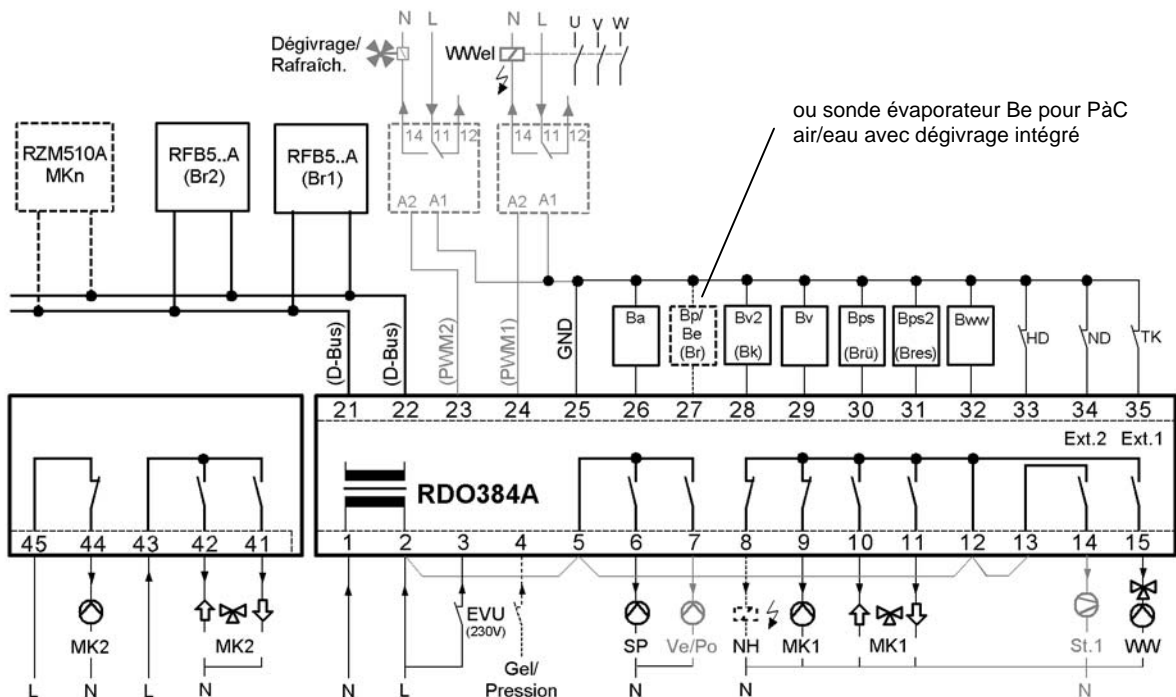 N L N L U V W
Dégivrage/
Rafraîch.
WWel
ou sonde évaporateur Be pour PàC
air/eau avec dégivrage intégré
14 11 12 14 11 12
RZM510A
MKn
RFB5..A
(Br2)
RFB5..A
(Br1)
A2 A1 A2 A1
(D-Bus) (D-Bus) (PWM2) (PWM1) GND
Ba
Bp/
Be
(Br)
Bv2
(Bk)
Bv
Bps
(Brü)
Bps2
(Bres)
Bww
HD ND TK
21 22 23 24 25 26 27 28 29 30 31 32 33 34 35
Ext.2 Ext.1
RDO384A
45 44 43 42 41 1 2 3 4 5 6 7 8 9 10 11 12 13 14 15
EVU
(230V)
MK2 MK2 SP Ve/Po NH MK1 MK1 St.1 WW
Gel/
Pression
L N L N N L N N N